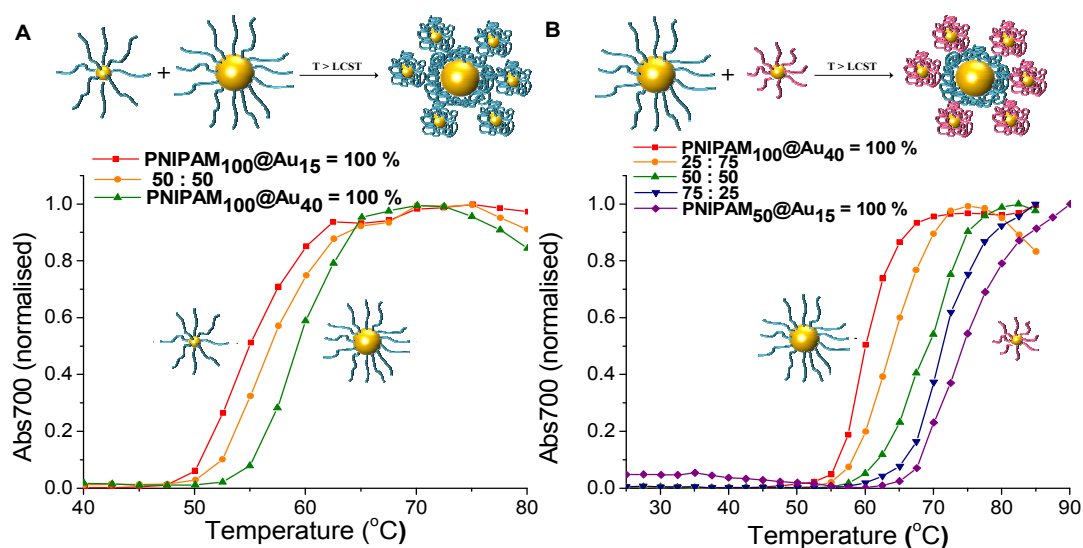 A
+
T > LCST
PNIPAM100@Au15 = 100 %
50 : 50
PNIPAM100@Au40 = 100 %
1.0
0.8
0.6
0.4
0.2
0.0
40
50
60
70
80
Abs700 (normalised)
Temperature (°C)
B
+
T > LCST
PNIPAM100@Au40 = 100 %
25 : 75
50 : 50
75 : 25
PNIPAM50@Au15 = 100 %
1.0
0.8
0.6
0.4
0.2
0.0
30
40
50
60
70
80
90
Abs700 (normalised)
Temperature (°C)